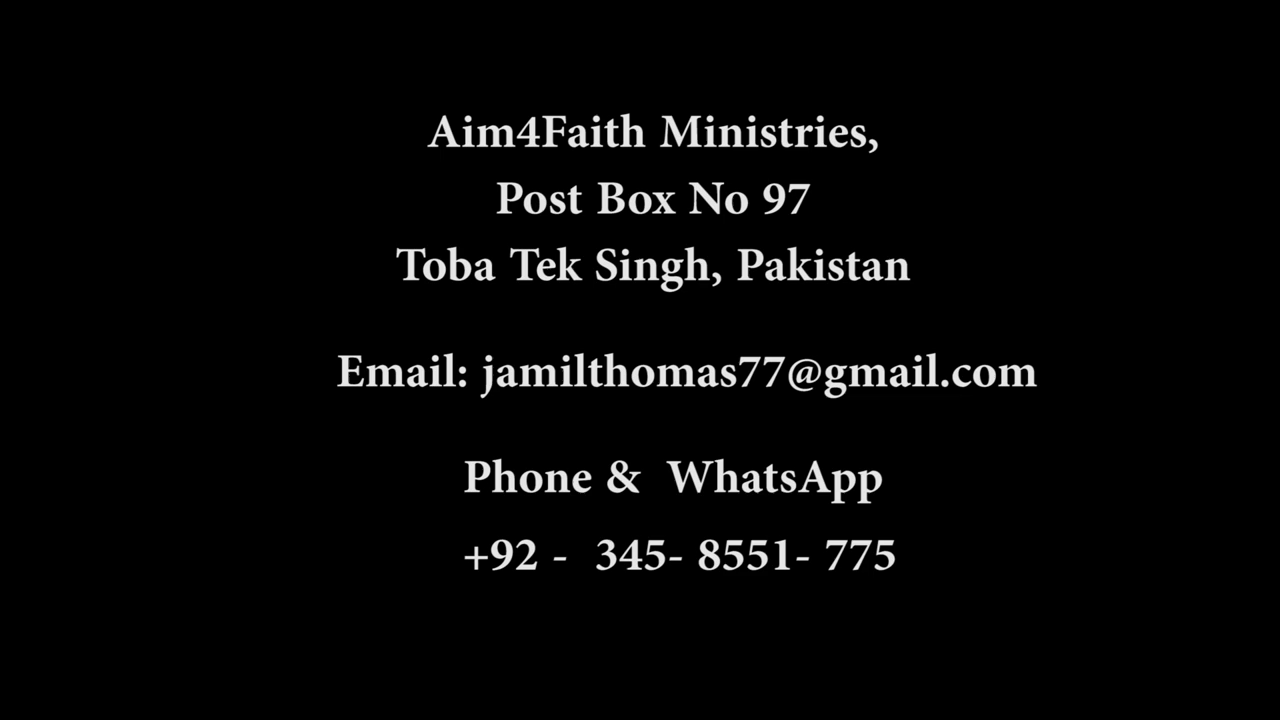 Aim4Faith Ministries,
Post Box No 97
Toba Tek Singh, Pakistan
Email: jamilthomas77@gmail.com
Phone &  WhatsApp
+92 -  345- 8551- 775